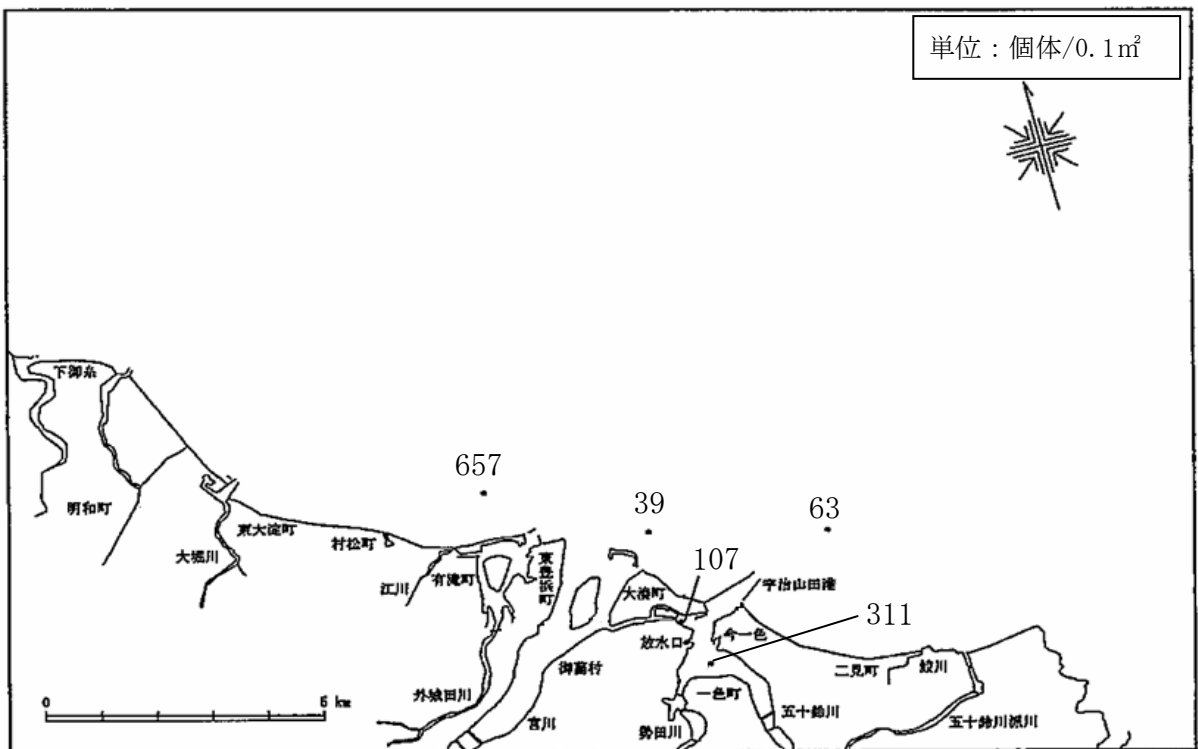 単位：個体/0.1㎡
下御糸
657
39
63
明和町
東大淀町
大堀川
村松町
107
江川
有滝町
東豊浜町
大湊町
宇治山田港
311
放水口
今一色
御薗村
二見町
鮫川
0
5 km
外城田川
宮川
一色町
勢田川
五十鈴川
五十鈴川派川